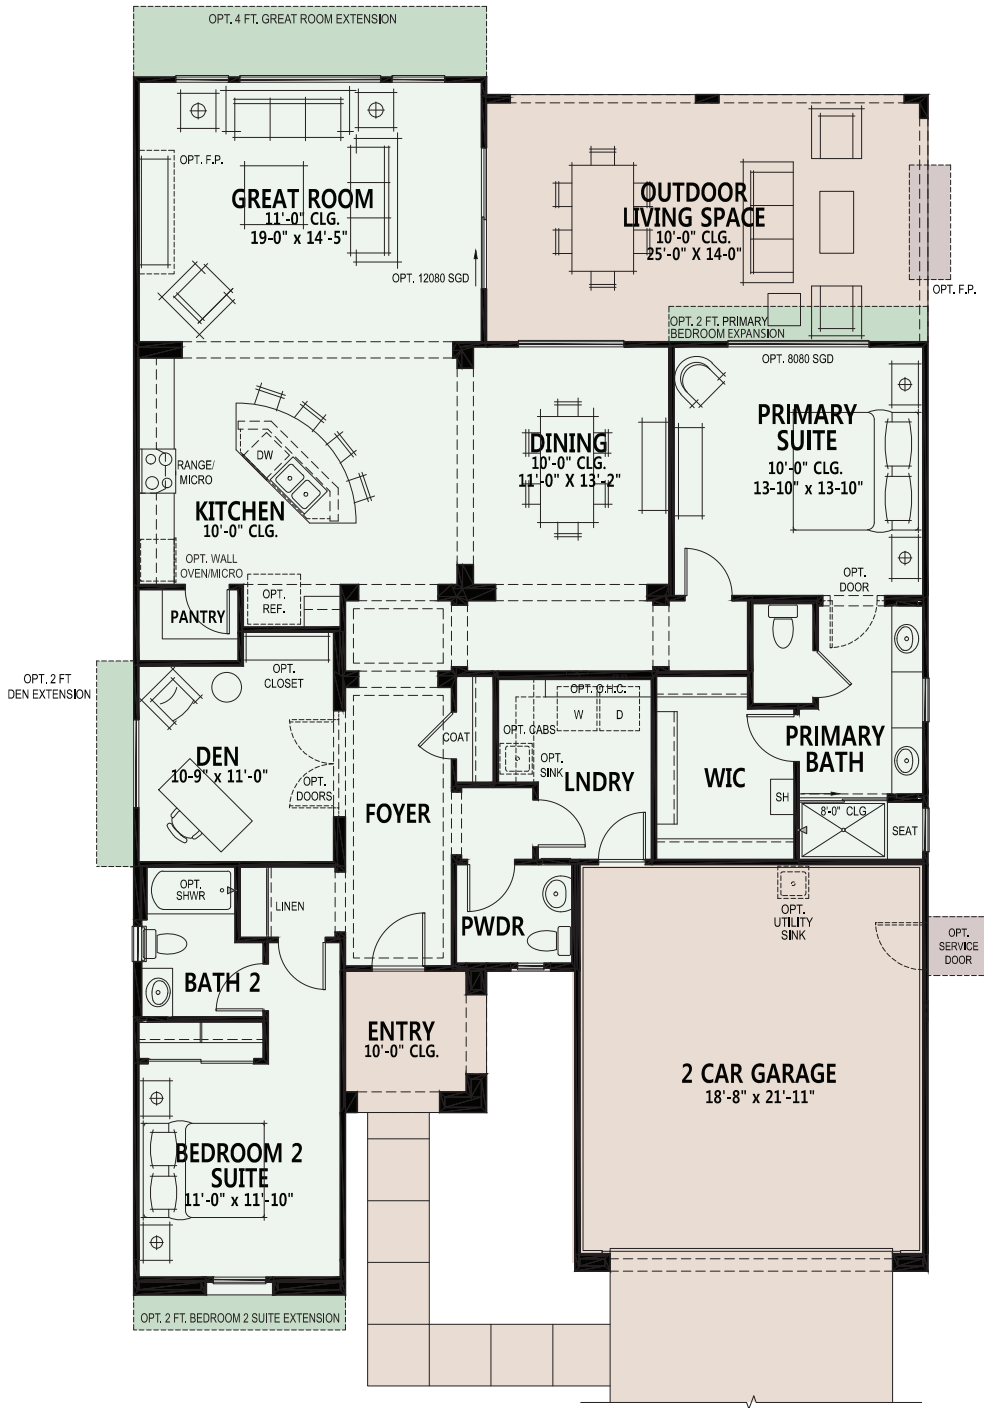 OPT. 4 FT. GREAT ROOM EXTENSION
OPT. F.P.
GREAT ROOM
11'-0" CLG.
19-0" x 14'-5"
OPT. 12080 SGD
OUTDOOR
LIVING SPACE
10'-0" CLG.
25'-0" X 14-0"
OPT. F.P.
OPT. 2 FT. PRIMARY
BEDROOM EXPANSION
OPT. 8080 SGD
PRIMARY
SUITE
10'-0" CLG.
13-10" x 13-10"
DINING
10'-0" CLG.
11'-0" X 13'-2"
DW
RANGE/
MICRO
KITCHEN
10'-0" CLG.
OPT. WALL
OVEN/MICRO
OPT.
REF.
PANTRY
OPT.
DOOR
OPT. 2 FT
DEN EXTENSION
OPT.
CLOSET
DEN
10-9" x 11'-0"
OPT.
DOORS
COAT
FOYER
OPT. O.H.C.
W
D
OPT. CABS
OPT.
SINK
LNDRY
WIC
SH
PRIMARY
BATH
8'-0" CLG
SEAT
OPT.
SHWR
LINEN
PWDR
BATH 2
OPT.
UTILITY
SINK
OPT.
SERVICE
DOOR
ENTRY
10'-0" CLG.
2 CAR GARAGE
18'-8" x 21'-11"
BEDROOM 2
SUITE
11'-0" x 11'-10"
OPT. 2 FT. BEDROOM 2 SUITE EXTENSION